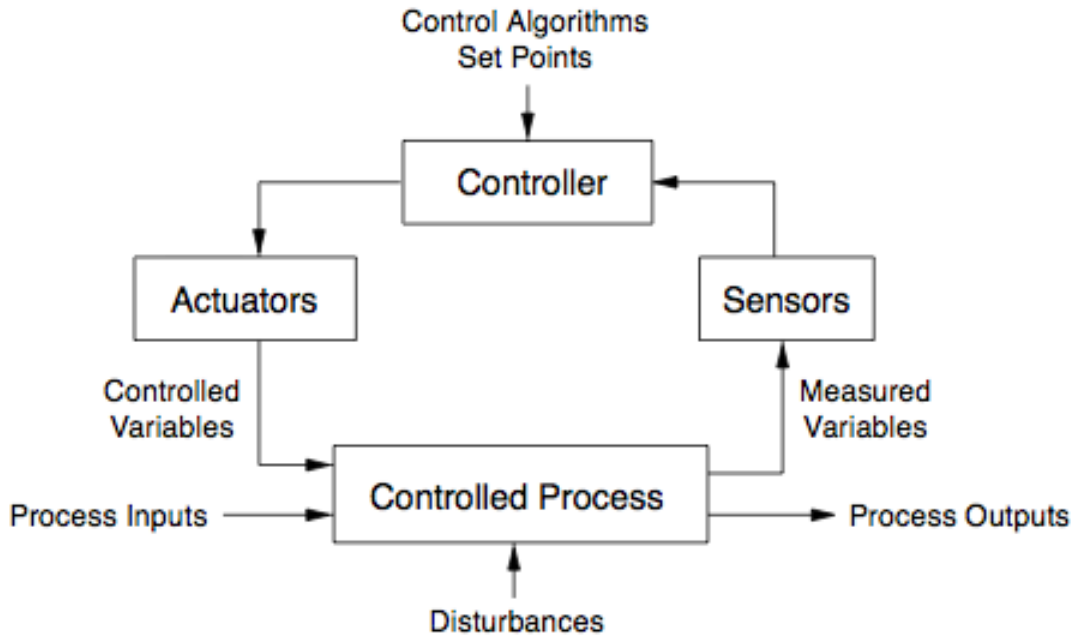 Control Algorithms
Set Points
Controller
Actuators
Sensors
Controlled
Variables
Measured
Variables
Controlled Process
Process Inputs
Process Outputs
Disturbances